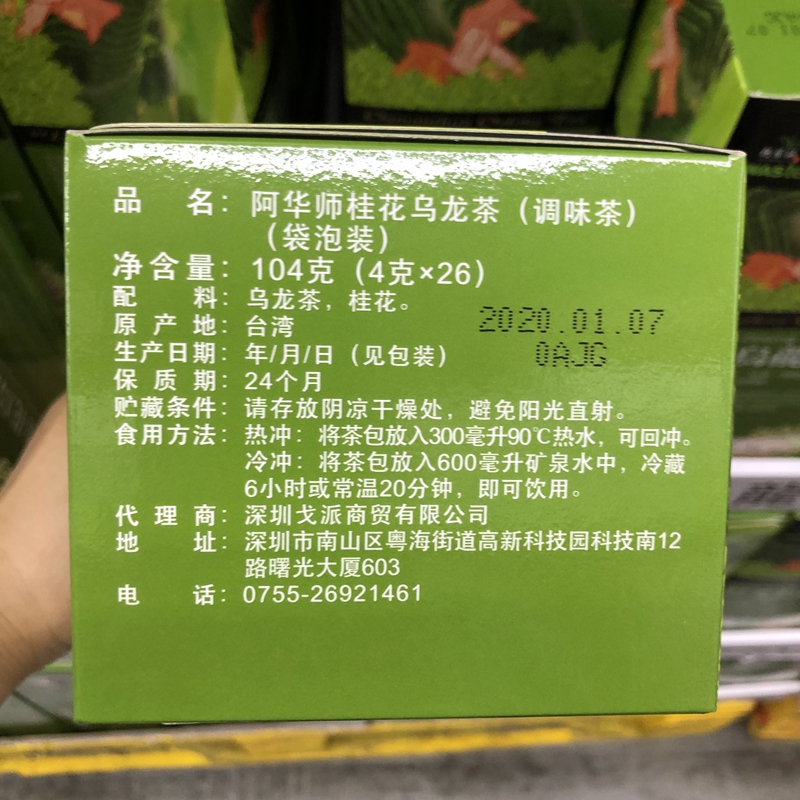 品 名：阿华师桂花乌龙茶（调味茶）
（袋泡装）
净含量：104克（4克×26）
配 料：乌龙茶，桂花。
原 产 地：台湾
2020.01.07
生产日期：年/月/日（见包装）
0AJG
保 质 期：24个月
贮藏条件：请存放阴凉干燥处，避免阳光直射。
食用方法：热冲：将茶包放入300毫升90℃热水，可回冲。
冷冲：将茶包放入600毫升矿泉水中，冷藏
6小时或常温20分钟，即可饮用。
代 理 商：深圳戈派商贸有限公司
地 址：深圳市南山区粤海街道高新科技园科技南12
路曙光大厦603
电 话：0755-26921461